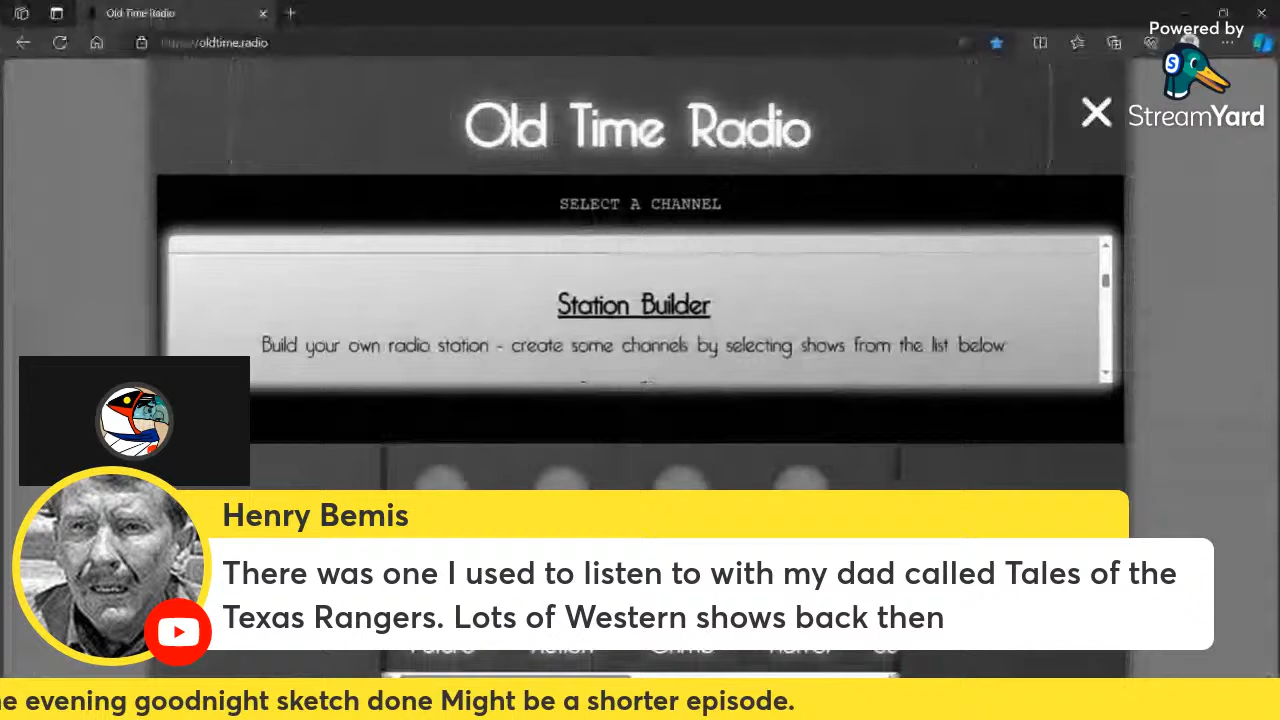 Old Time Radio
oldtime.radio
Powered by
StreamYard
Old Time Radio
SELECT A CHANNEL
Station Builder
Build your own radio station - create some channels by selecting shows from the list below
Henry Bemis
There was one I used to listen to with my dad called Tales of the
Texas Rangers. Lots of Western shows back then
evening goodnight sketch done Might be a shorter episode.